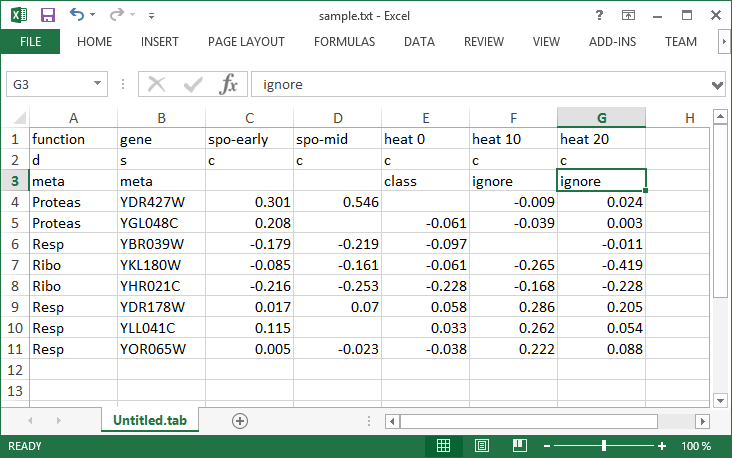 sample.txt - Excel
FILE HOME INSERT PAGE LAYOUT FORMULAS DATA REVIEW VIEW ADD-INS TEAM
G3 fx ignore
A B C D E F G H
1 function gene spo-early spo-mid heat 0 heat 10 heat 20
2 d s c c c c c
3 meta meta class ignore ignore
4 Proteas YDR427W 0.301 0.546 -0.009 0.024
5 Proteas YGL048C 0.208 -0.061 -0.039 0.003
6 Resp YBR039W -0.179 -0.219 -0.097 -0.011
7 Ribo YKL180W -0.085 -0.161 -0.061 -0.265 -0.419
8 Ribo YHR021C -0.216 -0.253 -0.228 -0.168 -0.228
9 Resp YDR178W 0.017 0.07 0.058 0.286 0.205
10 Resp YLL041C 0.115 0.033 0.262 0.054
11 Resp YOR065W 0.005 -0.023 -0.038 0.222 0.088
12
13
Untitled.tab
READY 100 %